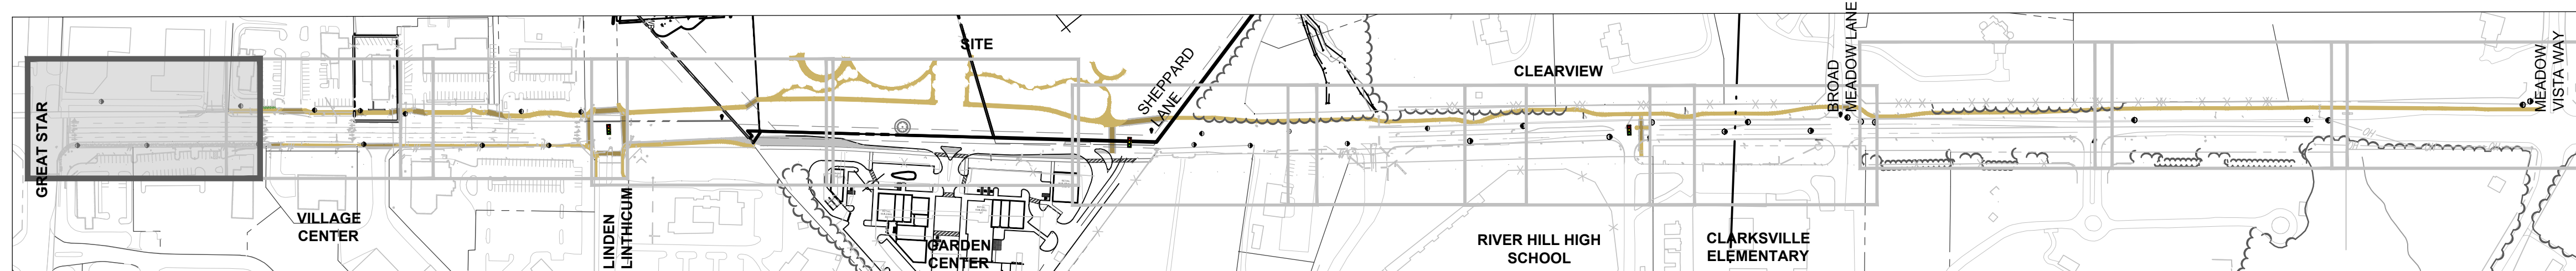 GREAT STAR
VILLAGE
CENTER
LINDEN
LINTHICUM
SITE
GARDEN
CENTER
SHEPPARD
LANE
CLEARVIEW
RIVER HILL HIGH
SCHOOL
CLARKSVILLE
ELEMENTARY
BROAD
MEADOW LANE
MEADOW
VISTA WAY
OH